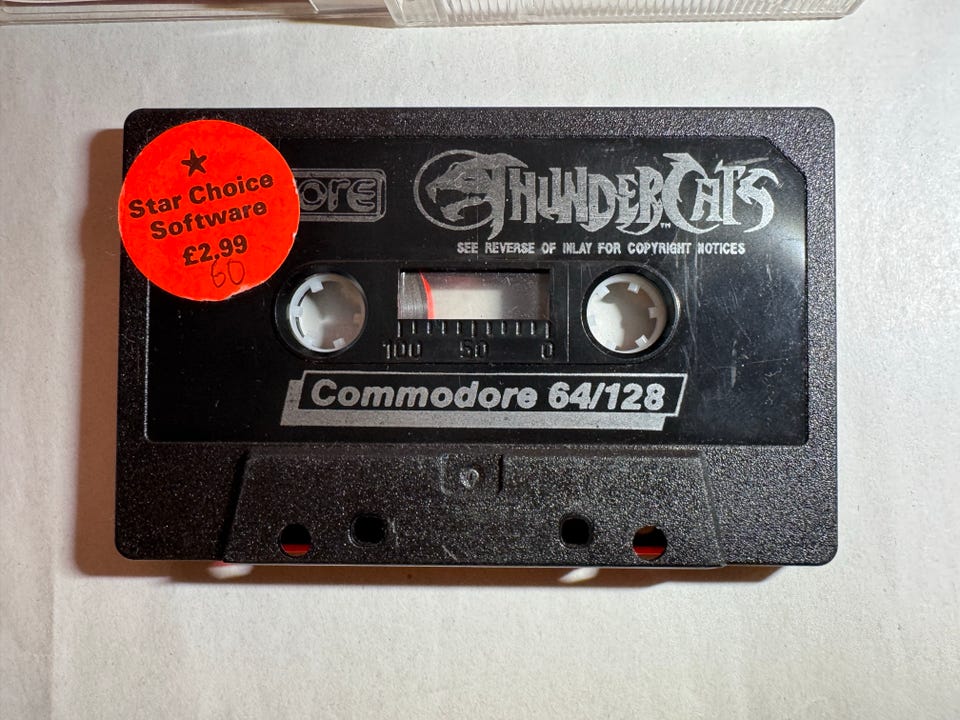 Star Choice
Software
£2.99
60
ORE
THUNDERCATS
TM
SEE REVERSE OF INLAY FOR COPYRIGHT NOTICES
100 50 0
Commodore 64/128